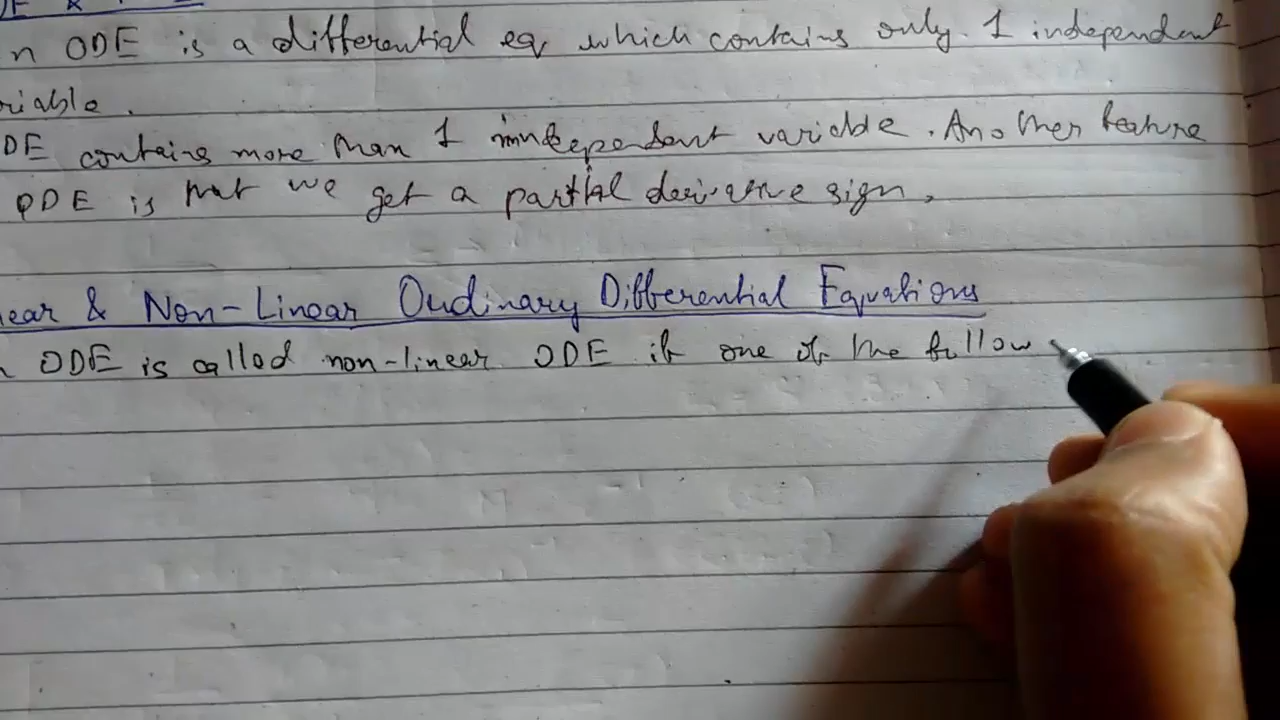 n ODE is a differential eq which contains only 1 independent
riable.
DE contains more than 1 independent variable. Another feature
PDE is that we get a partial derivative sign.
ear & Non-Linear Oudinary Differential Equations
ODE is called non-linear ODE if one of the follow